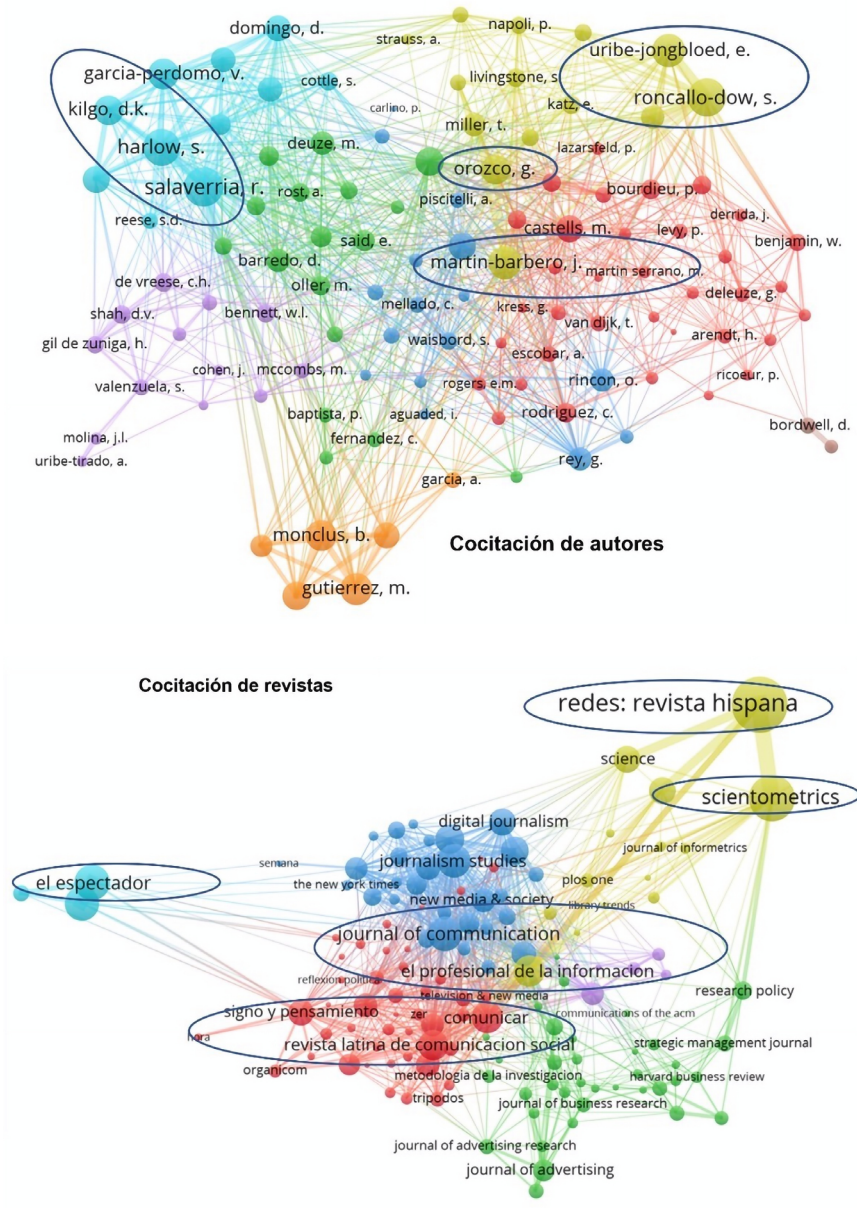 domingo, d.
napoli, p.
strauss, a.
uribe-jongbloed, e.
garcia-perdomo, v.
cottle, s.
livingstone, s.
kilgo, d.k.
katz, e.
roncallo-dow, s.
carlino, p.
miller, t.
harlow, s.
deuze, m.
lazarsfeld, p.
orozco, g.
salaverria, r.
rost, a.
piscitelli, a.
bourdieu, p.
reese, s.d.
castells, m.
levy, p.
derrida, j.
said, e.
benjamin, w.
barredo, d.
martin-barbero, j.
martin serrano, m.
de vreese, c.h.
oller, m.
mellado, c.
deleuze, g.
shah, d.v.
bennett, w.l.
kress, g.
van dijk, t.
gil de zuniga, h.
waisbord, s.
arendt, h.
cohen, j.
mccombs, m.
escobar, a.
valenzuela, s.
rogers, e.m.
rincon, o.
ricoeur, p.
baptista, p.
aguaded, i.
rodriguez, c.
bordwell, d.
molina, j.l.
fernandez, c.
uribe-tirado, a.
rey, g.
garcia, a.
monclus, b.
Cocitación de autores
gutierrez, m.
Cocitación de revistas
redes: revista hispana
science
scientometrics
digital journalism
journal of informetrics
semana
journalism studies
el espectador
the new york times
plos one
new media & society
library trends
journal of communication
el profesional de la informacion
reflexion politica
research policy
television & new media
signo y pensamiento
zer
comunicar
communications of the acm
hora
revista latina de comunicacion social
strategic management journal
organicom
metodologia de la investigacion
harvard business review
tripodos
journal of business research
journal of advertising research
journal of advertising